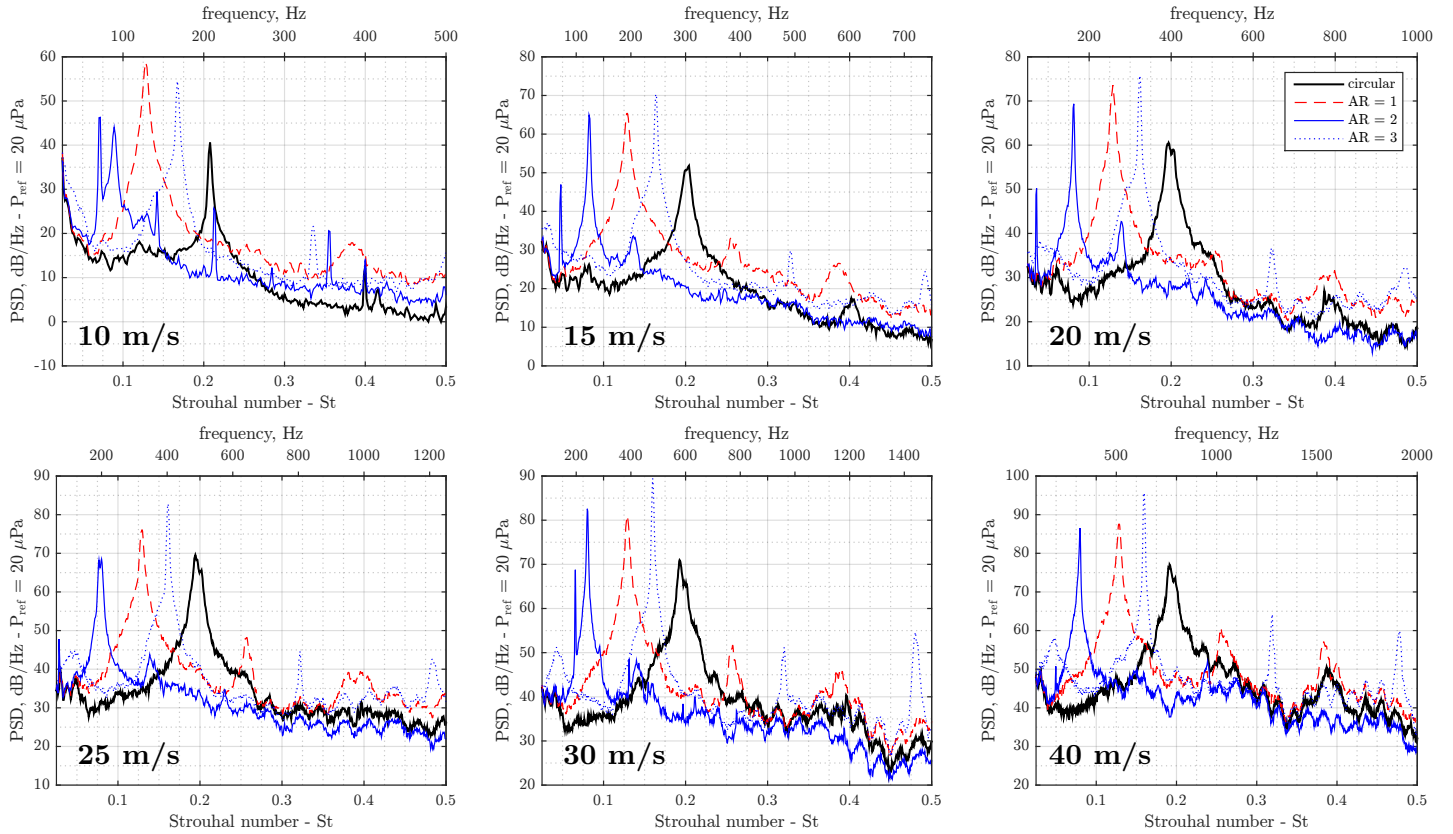 frequency, Hz
100 200 300 400 500
PSD, dB/Hz - P_ref = 20 μPa
60
50
40
30
20
10
0
-10
10 m/s
0.1 0.2 0.3 0.4 0.5
Strouhal number - St
frequency, Hz
100 200 300 400 500 600 700
PSD, dB/Hz - P_ref = 20 μPa
80
70
60
50
40
30
20
10
0
15 m/s
0.1 0.2 0.3 0.4 0.5
Strouhal number - St
frequency, Hz
200 400 600 800 1000
PSD, dB/Hz - P_ref = 20 μPa
80
70
60
50
40
30
20
10
circular
AR = 1
AR = 2
AR = 3
20 m/s
0.1 0.2 0.3 0.4 0.5
Strouhal number - St
frequency, Hz
200 400 600 800 1000 1200
PSD, dB/Hz - P_ref = 20 μPa
90
80
70
60
50
40
30
20
10
25 m/s
0.1 0.2 0.3 0.4 0.5
Strouhal number - St
frequency, Hz
200 400 600 800 1000 1200 1400
PSD, dB/Hz - P_ref = 20 μPa
90
80
70
60
50
40
30
20
30 m/s
0.1 0.2 0.3 0.4 0.5
Strouhal number - St
frequency, Hz
500 1000 1500 2000
PSD, dB/Hz - P_ref = 20 μPa
100
90
80
70
60
50
40
30
20
40 m/s
0.1 0.2 0.3 0.4 0.5
Strouhal number - St